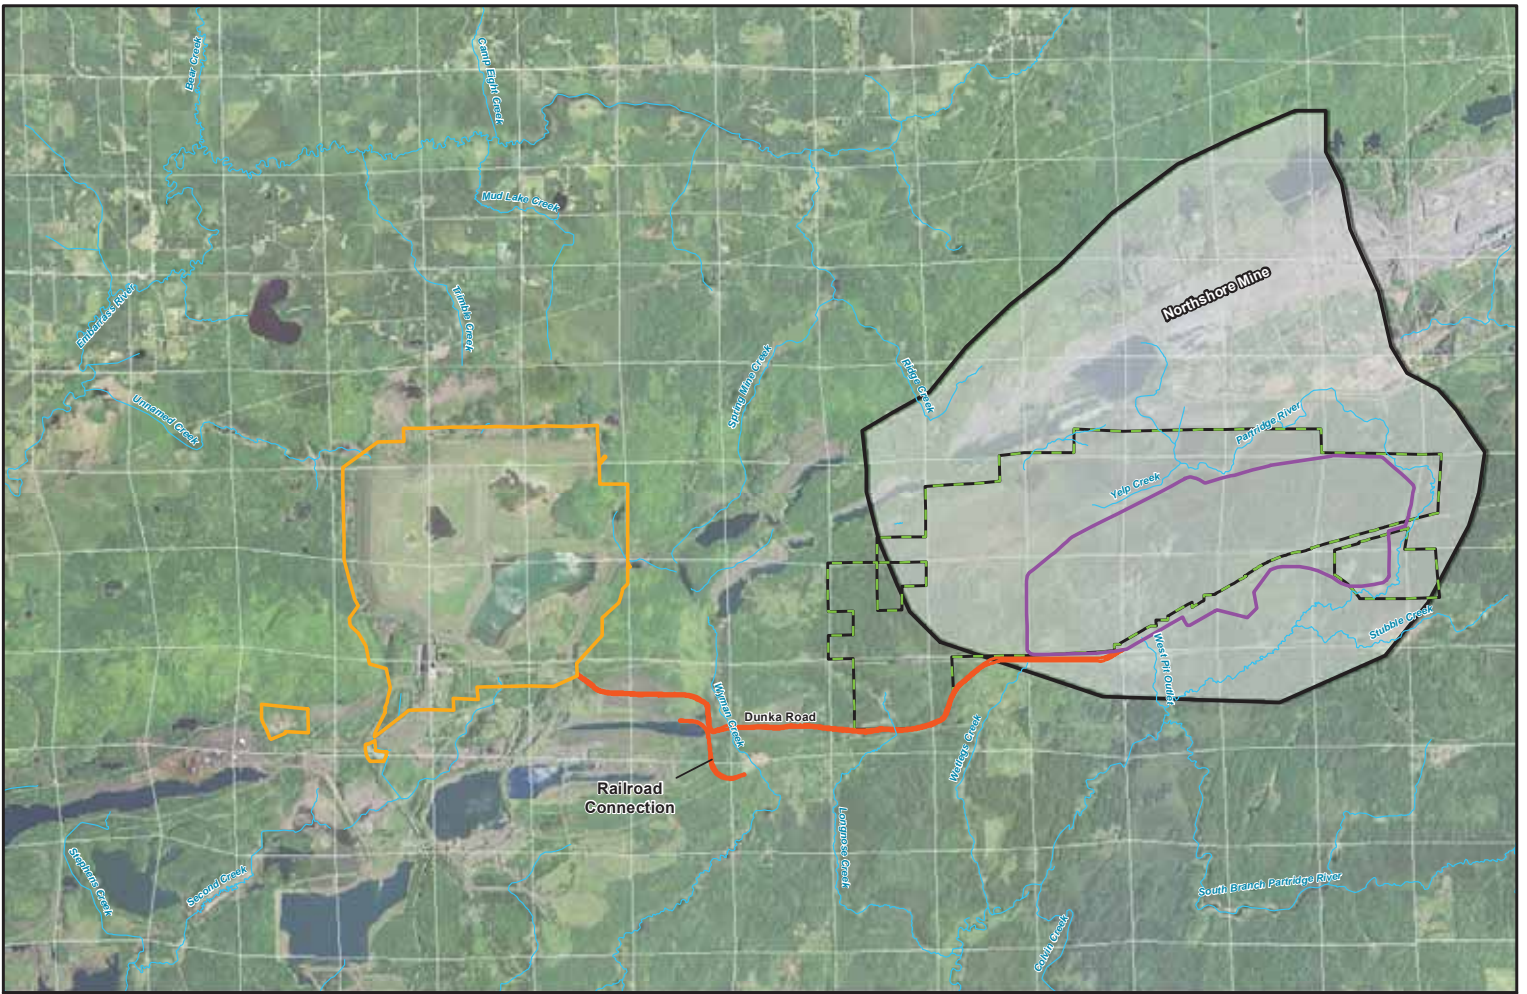 Bear Creek
Camp Eight Creek
Mud Lake Creek
Embarrass River
Trimble Creek
Northshore Mine
Spring Mine Creek
Ridge Creek
Unnamed Creek
Partridge River
Yelp Creek
Stubble Creek
West Pit Outlet
Wyman Creek
Dunka Road
Wetlegs Creek
Railroad
Connection
Longnose Creek
Stephens Creek
Second Creek
South Branch Partridge River
Calvin Creek